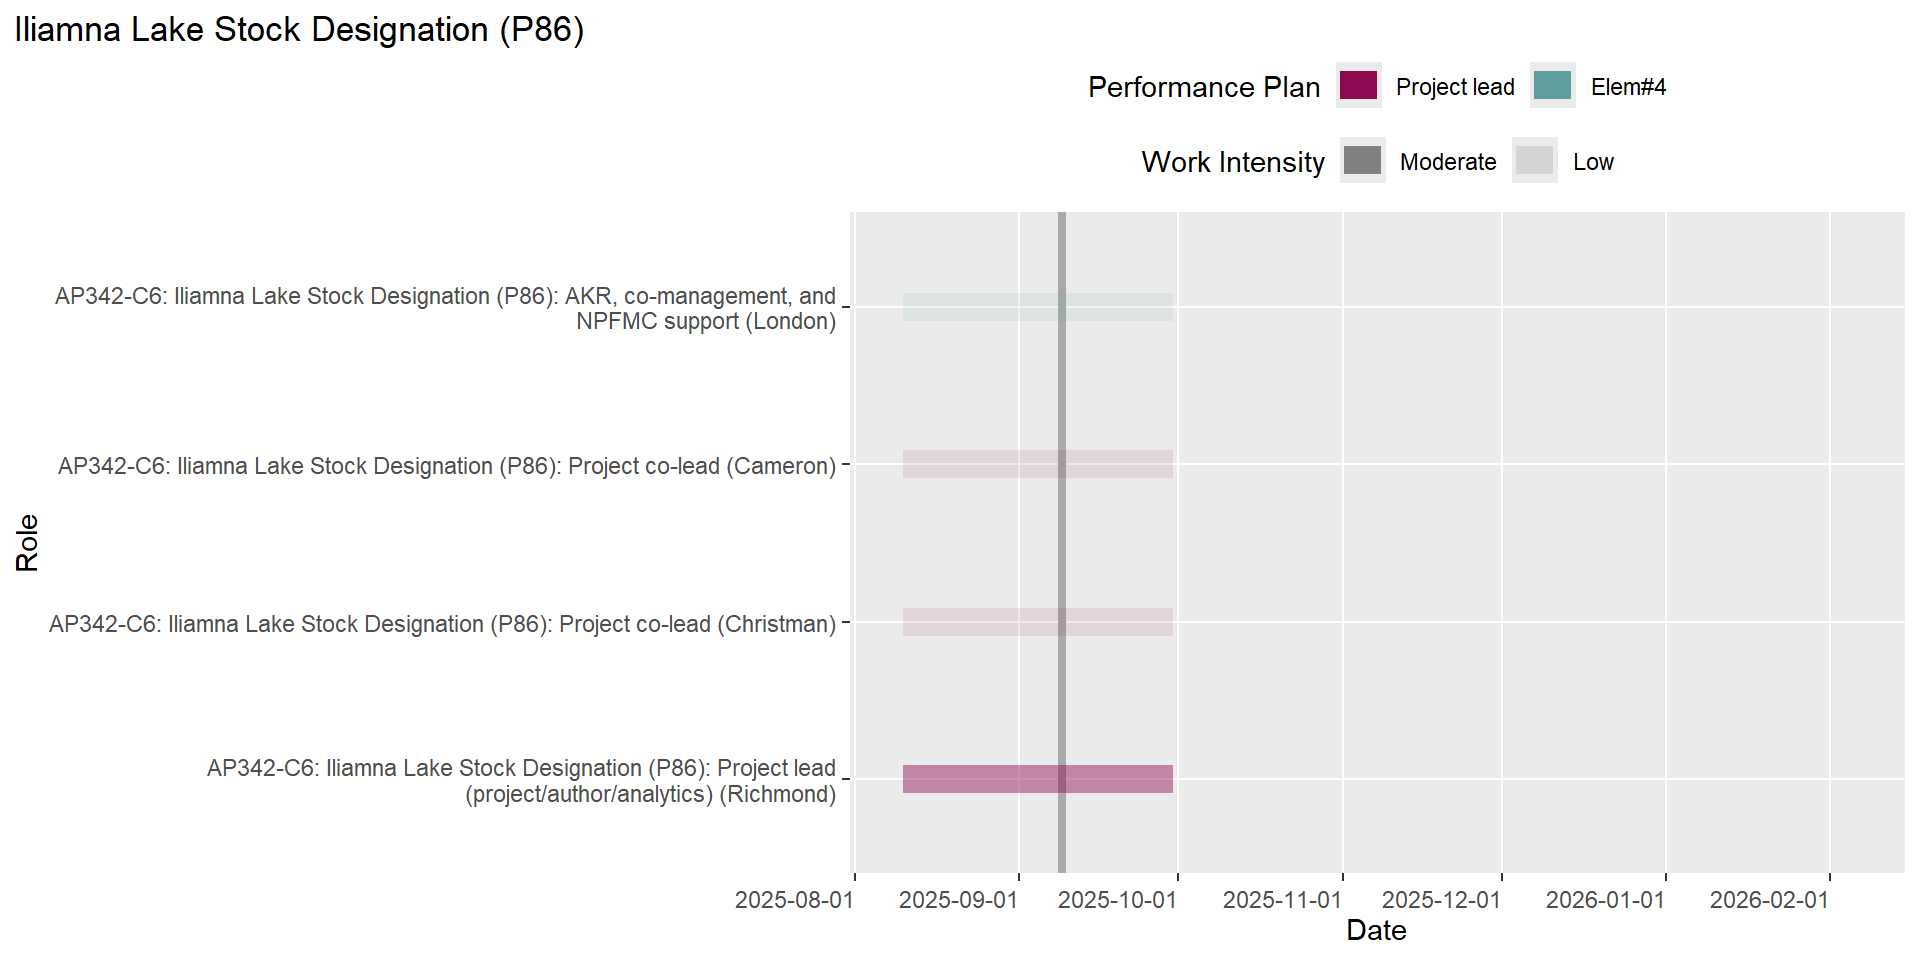 Iliamna Lake Stock Designation (P86)
Performance Plan Project lead Elem#4
Work Intensity Moderate Low
AP342-C6: Iliamna Lake Stock Designation (P86): AKR, co-management, and
NPFMC support (London)
AP342-C6: Iliamna Lake Stock Designation (P86): Project co-lead (Cameron)
Role
AP342-C6: Iliamna Lake Stock Designation (P86): Project co-lead (Christman)
AP342-C6: Iliamna Lake Stock Designation (P86): Project lead
(project/author/analytics) (Richmond)
2025-08-01 2025-09-01 2025-10-01 2025-11-01 2025-12-01 2026-01-01 2026-02-01
Date